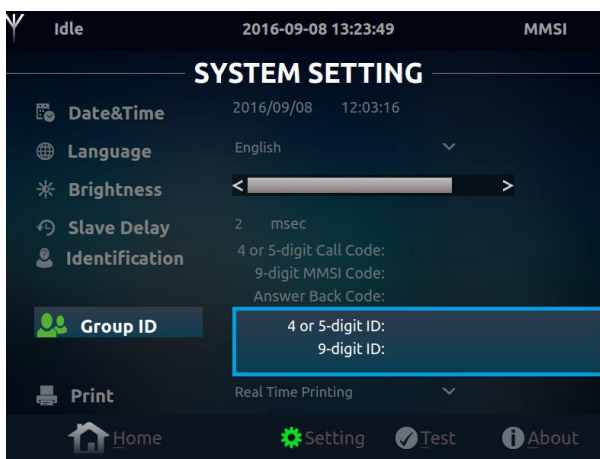 Idle 2016-09-08 13:23:49 MMSI
SYSTEM SETTING
Date&Time 2016/09/08 12:03:16
Language English
Brightness < >
Slave Delay 2 msec
Identification 4 or 5-digit Call Code:
9-digit MMSI Code:
Answer Back Code:
Group ID 4 or 5-digit ID:
9-digit ID:
Print Real Time Printing
Home Setting Test About